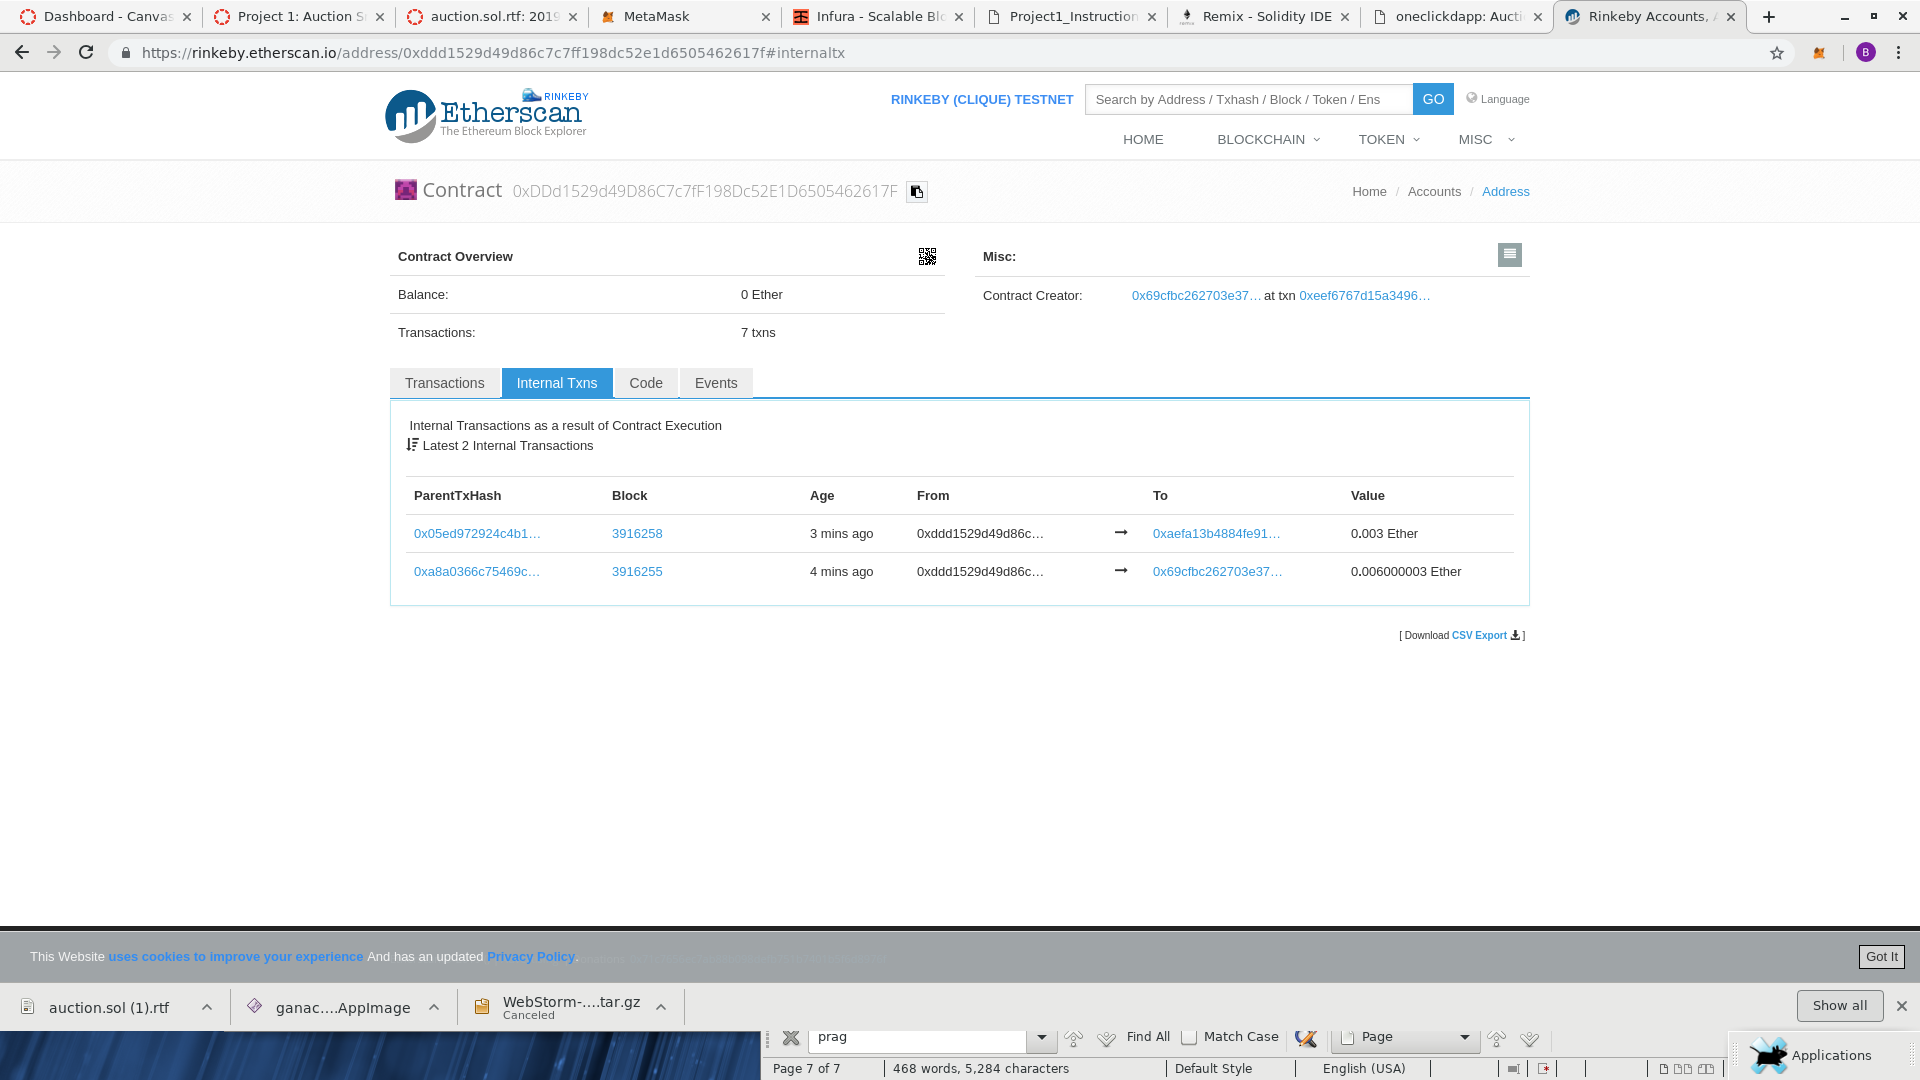 Dashboard - Canvas
Project 1: Auction S
auction.sol.rtf: 2019
MetaMask
Infura - Scalable Blo
Project1_Instruction
Remix - Solidity IDE
oneclickdapp: Aucti
Rinkeby Accounts, A
https://rinkeby.etherscan.io/address/0xddd1529d49d86c7c7ff198dc52e1d6505462617f#internaltx
B
RINKEBY
Etherscan
The Ethereum Block Explorer
RINKEBY (CLIQUE) TESTNET
Search by Address / Txhash / Block / Token / Ens
GO
Language
HOME
BLOCKCHAIN
TOKEN
MISC
Contract 0xDDd1529d49D86C7c7fF198Dc52E1D6505462617F
Home / Accounts / Address
Contract Overview
Balance: 0 Ether
Transactions: 7 txns
Misc:
Contract Creator: 0x69cfbc262703e37… at txn 0xeef6767d15a3496…
Transactions
Internal Txns
Code
Events
Internal Transactions as a result of Contract Execution
Latest 2 Internal Transactions
ParentTxHash Block Age From To Value
0x05ed972924c4b1… 3916258 3 mins ago 0xddd1529d49d86c… 0xaefa13b4884fe91… 0.003 Ether
0xa8a0366c75469c… 3916255 4 mins ago 0xddd1529d49d86c… 0x69cfbc262703e37… 0.006000003 Ether
[ Download CSV Export ]
This Website uses cookies to improve your experience And has an updated Privacy Policy.
Got It
auction.sol (1).rtf
ganac....AppImage
WebStorm-....tar.gz
Canceled
Show all
prag
Find All
Match Case
Page
Applications
Page 7 of 7
468 words, 5,284 characters
Default Style
English (USA)